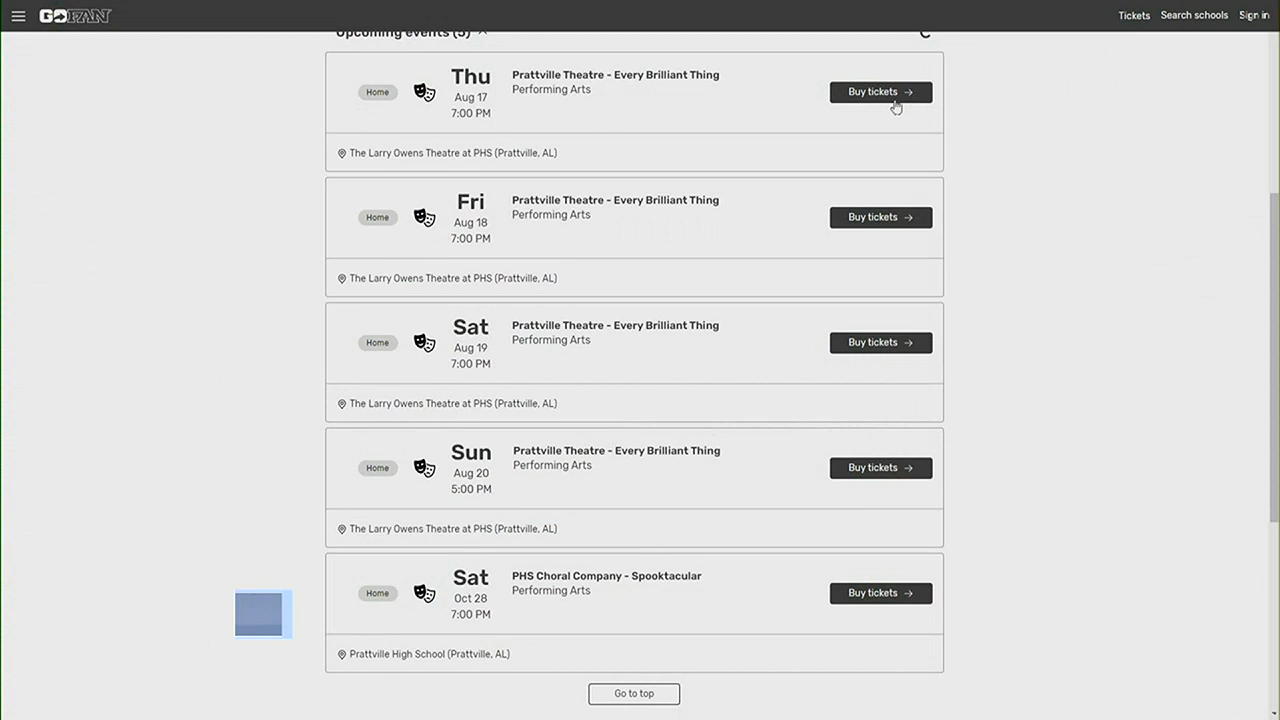 GOFAN
Tickets
Search schools
Sign in
Upcoming events (5)
Home
Thu
Aug 17
7:00 PM
Prattville Theatre - Every Brilliant Thing
Performing Arts
Buy tickets
The Larry Owens Theatre at PHS (Prattville, AL)
Home
Fri
Aug 18
7:00 PM
Prattville Theatre - Every Brilliant Thing
Performing Arts
Buy tickets
The Larry Owens Theatre at PHS (Prattville, AL)
Home
Sat
Aug 19
7:00 PM
Prattville Theatre - Every Brilliant Thing
Performing Arts
Buy tickets
The Larry Owens Theatre at PHS (Prattville, AL)
Home
Sun
Aug 20
5:00 PM
Prattville Theatre - Every Brilliant Thing
Performing Arts
Buy tickets
The Larry Owens Theatre at PHS (Prattville, AL)
Home
Sat
Oct 28
7:00 PM
PHS Choral Company - Spooktacular
Performing Arts
Buy tickets
Prattville High School (Prattville, AL)
Go to top